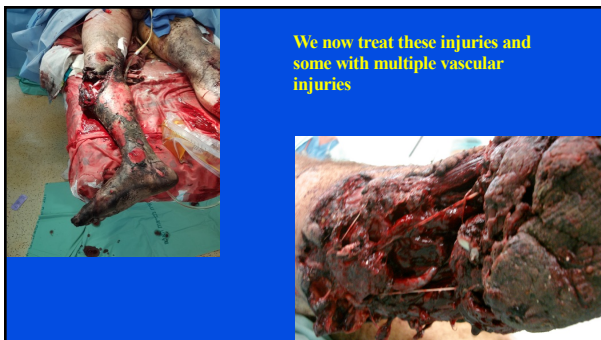 We now treat these injuries and
some with multiple vascular
injuries